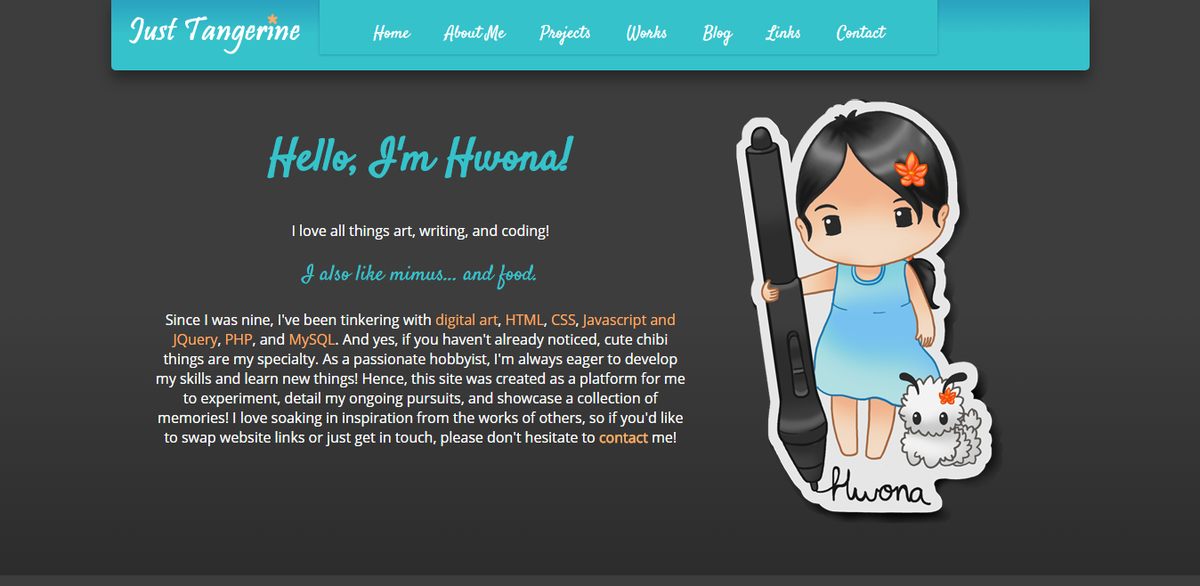 Just Tangerine
Home About Me Projects Works Blog Links Contact
Hello, I'm Hwona!
I love all things art, writing, and coding!
I also like mimus... and food.
Since I was nine, I've been tinkering with digital art, HTML, CSS, Javascript and
JQuery, PHP, and MySQL. And yes, if you haven't already noticed, cute chibi
things are my specialty. As a passionate hobbyist, I'm always eager to develop
my skills and learn new things! Hence, this site was created as a platform for me
to experiment, detail my ongoing pursuits, and showcase a collection of
memories! I love soaking in inspiration from the works of others, so if you'd like
to swap website links or just get in touch, please don't hesitate to contact me!
Hwona